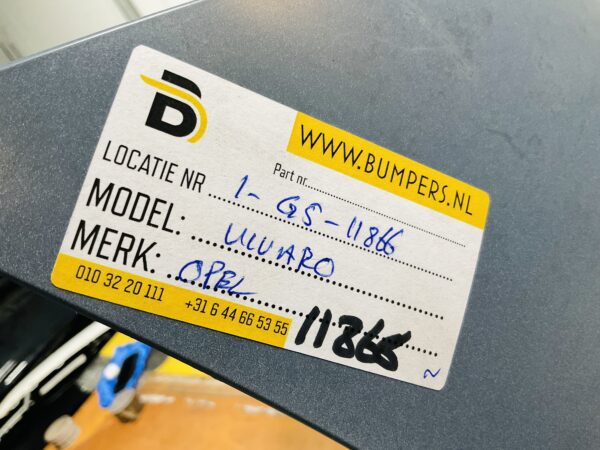 WWW.BUMPERS.NL
Part nr.
LOCATIE NR 1-GS-11866
MODEL: VIVARO
MERK: OPEL
010 32 20 111 +31 6 44 66 53 55
11866